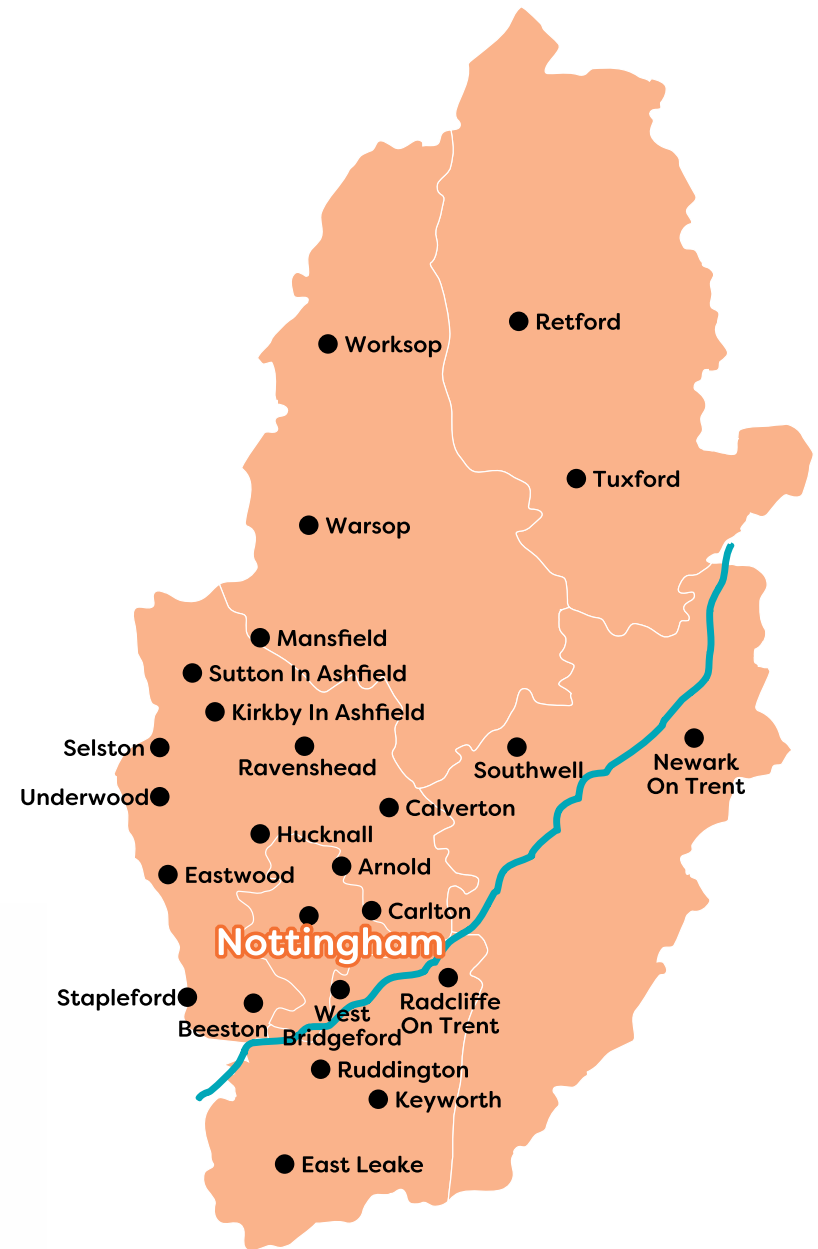 Retford
Worksop
Tuxford
Warsop
Mansfield
Sutton In Ashfield
Kirkby In Ashfield
Selston
Ravenshead
Southwell
Newark
On Trent
Underwood
Calverton
Hucknall
Arnold
Eastwood
Carlton
Nottingham
Stapleford
Beeston
West
Bridgeford
Radcliffe
On Trent
Ruddington
Keyworth
East Leake